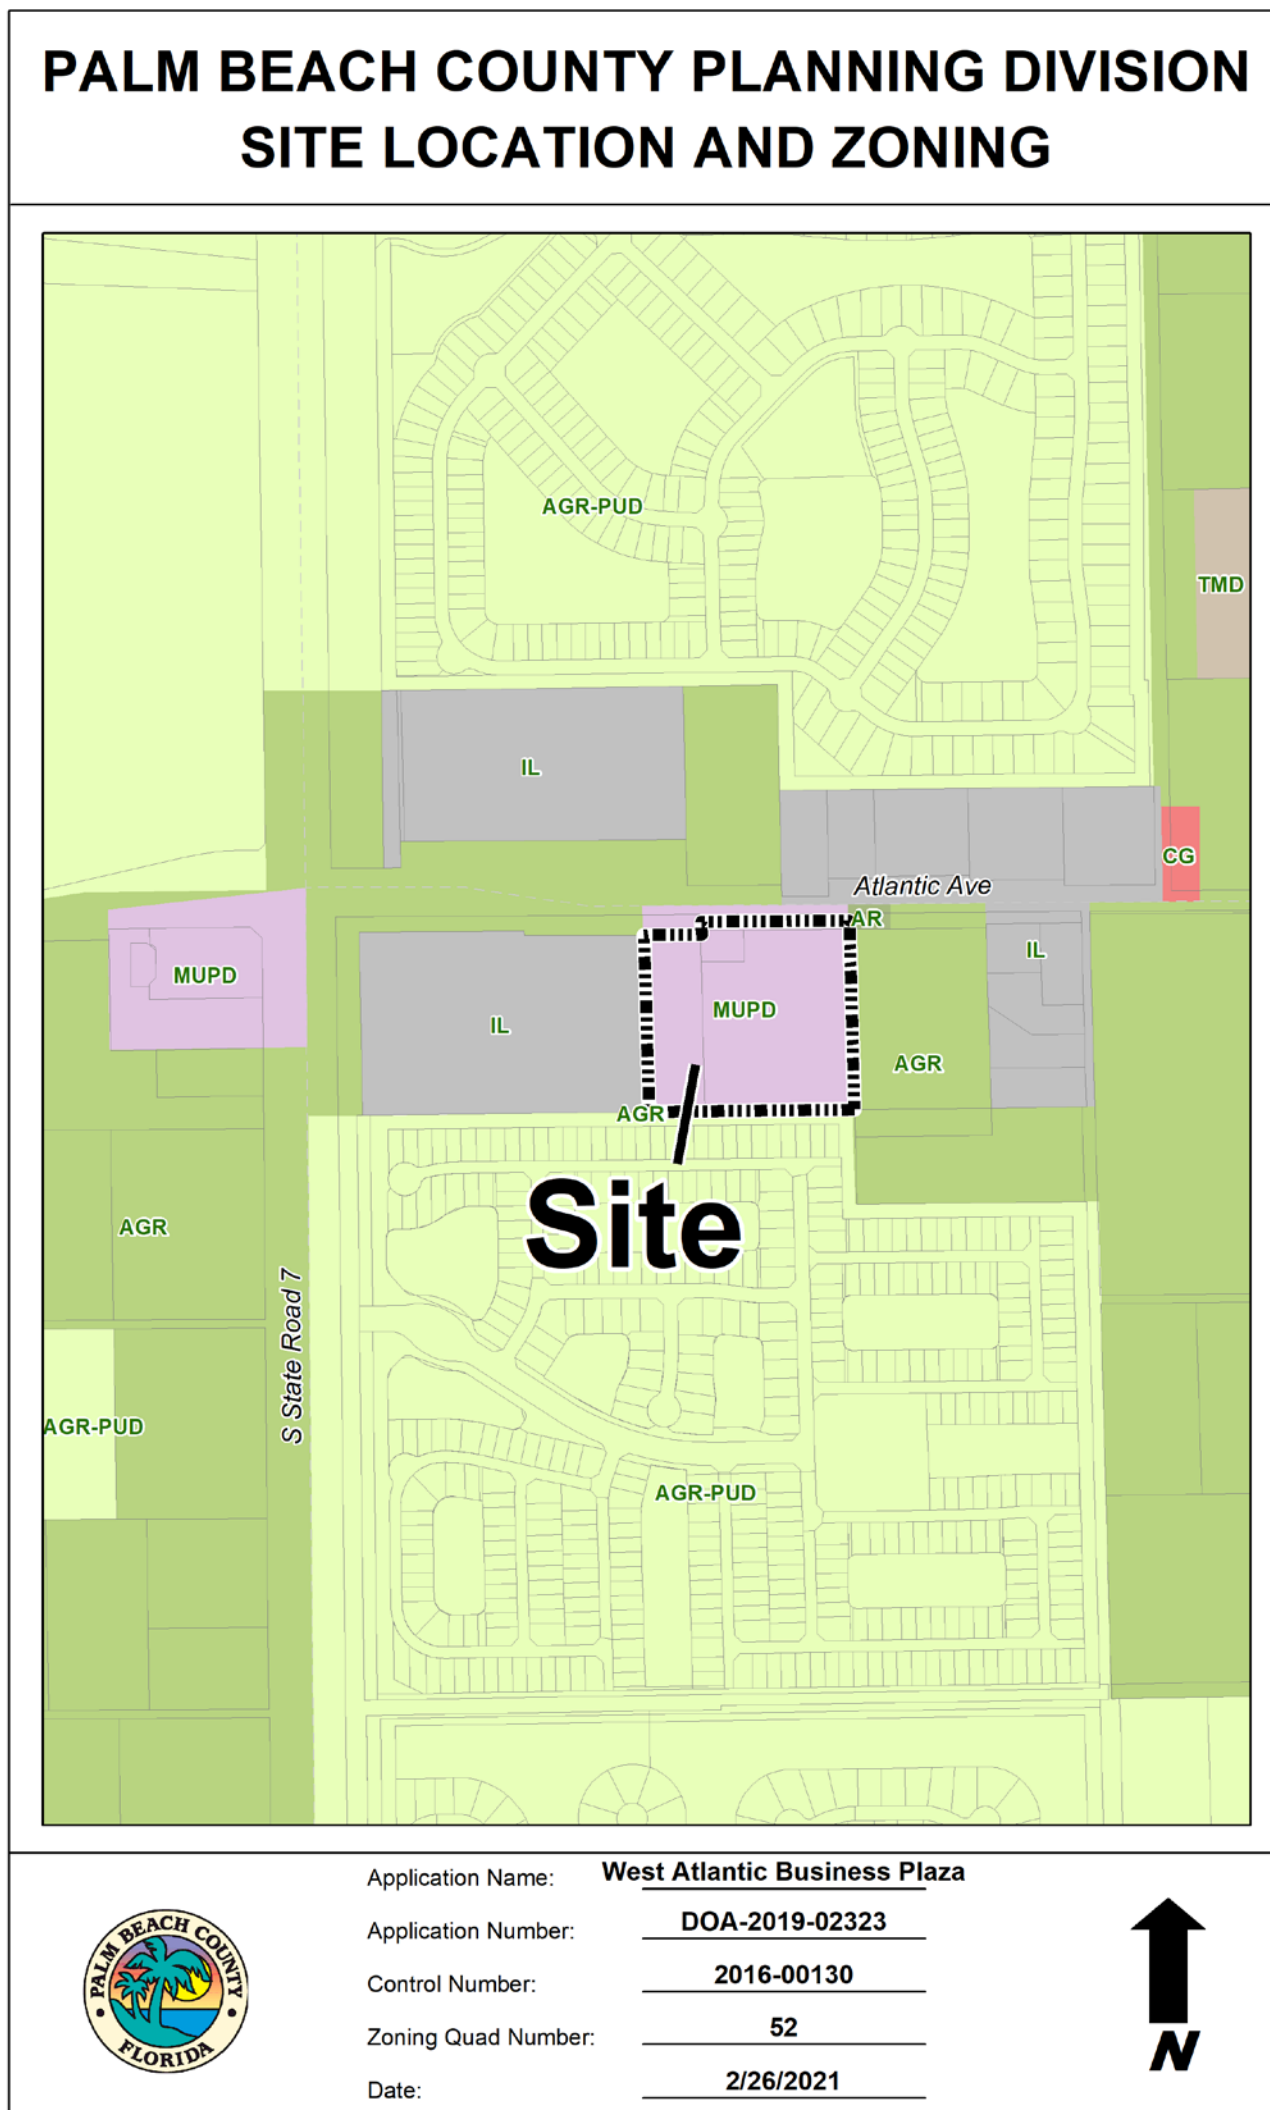 PALM BEACH COUNTY PLANNING DIVISION
SITE LOCATION AND ZONING
AGR-PUD
TMD
IL
CG
Atlantic Ave
AR
MUPD
IL
MUPD
IL
AGR
AGR
Site
AGR
S State Road 7
AGR-PUD
AGR-PUD
Application Name: West Atlantic Business Plaza
Application Number: DOA-2019-02323
Control Number: 2016-00130
Zoning Quad Number: 52
Date: 2/26/2021
PALM BEACH COUNTY
FLORIDA
N